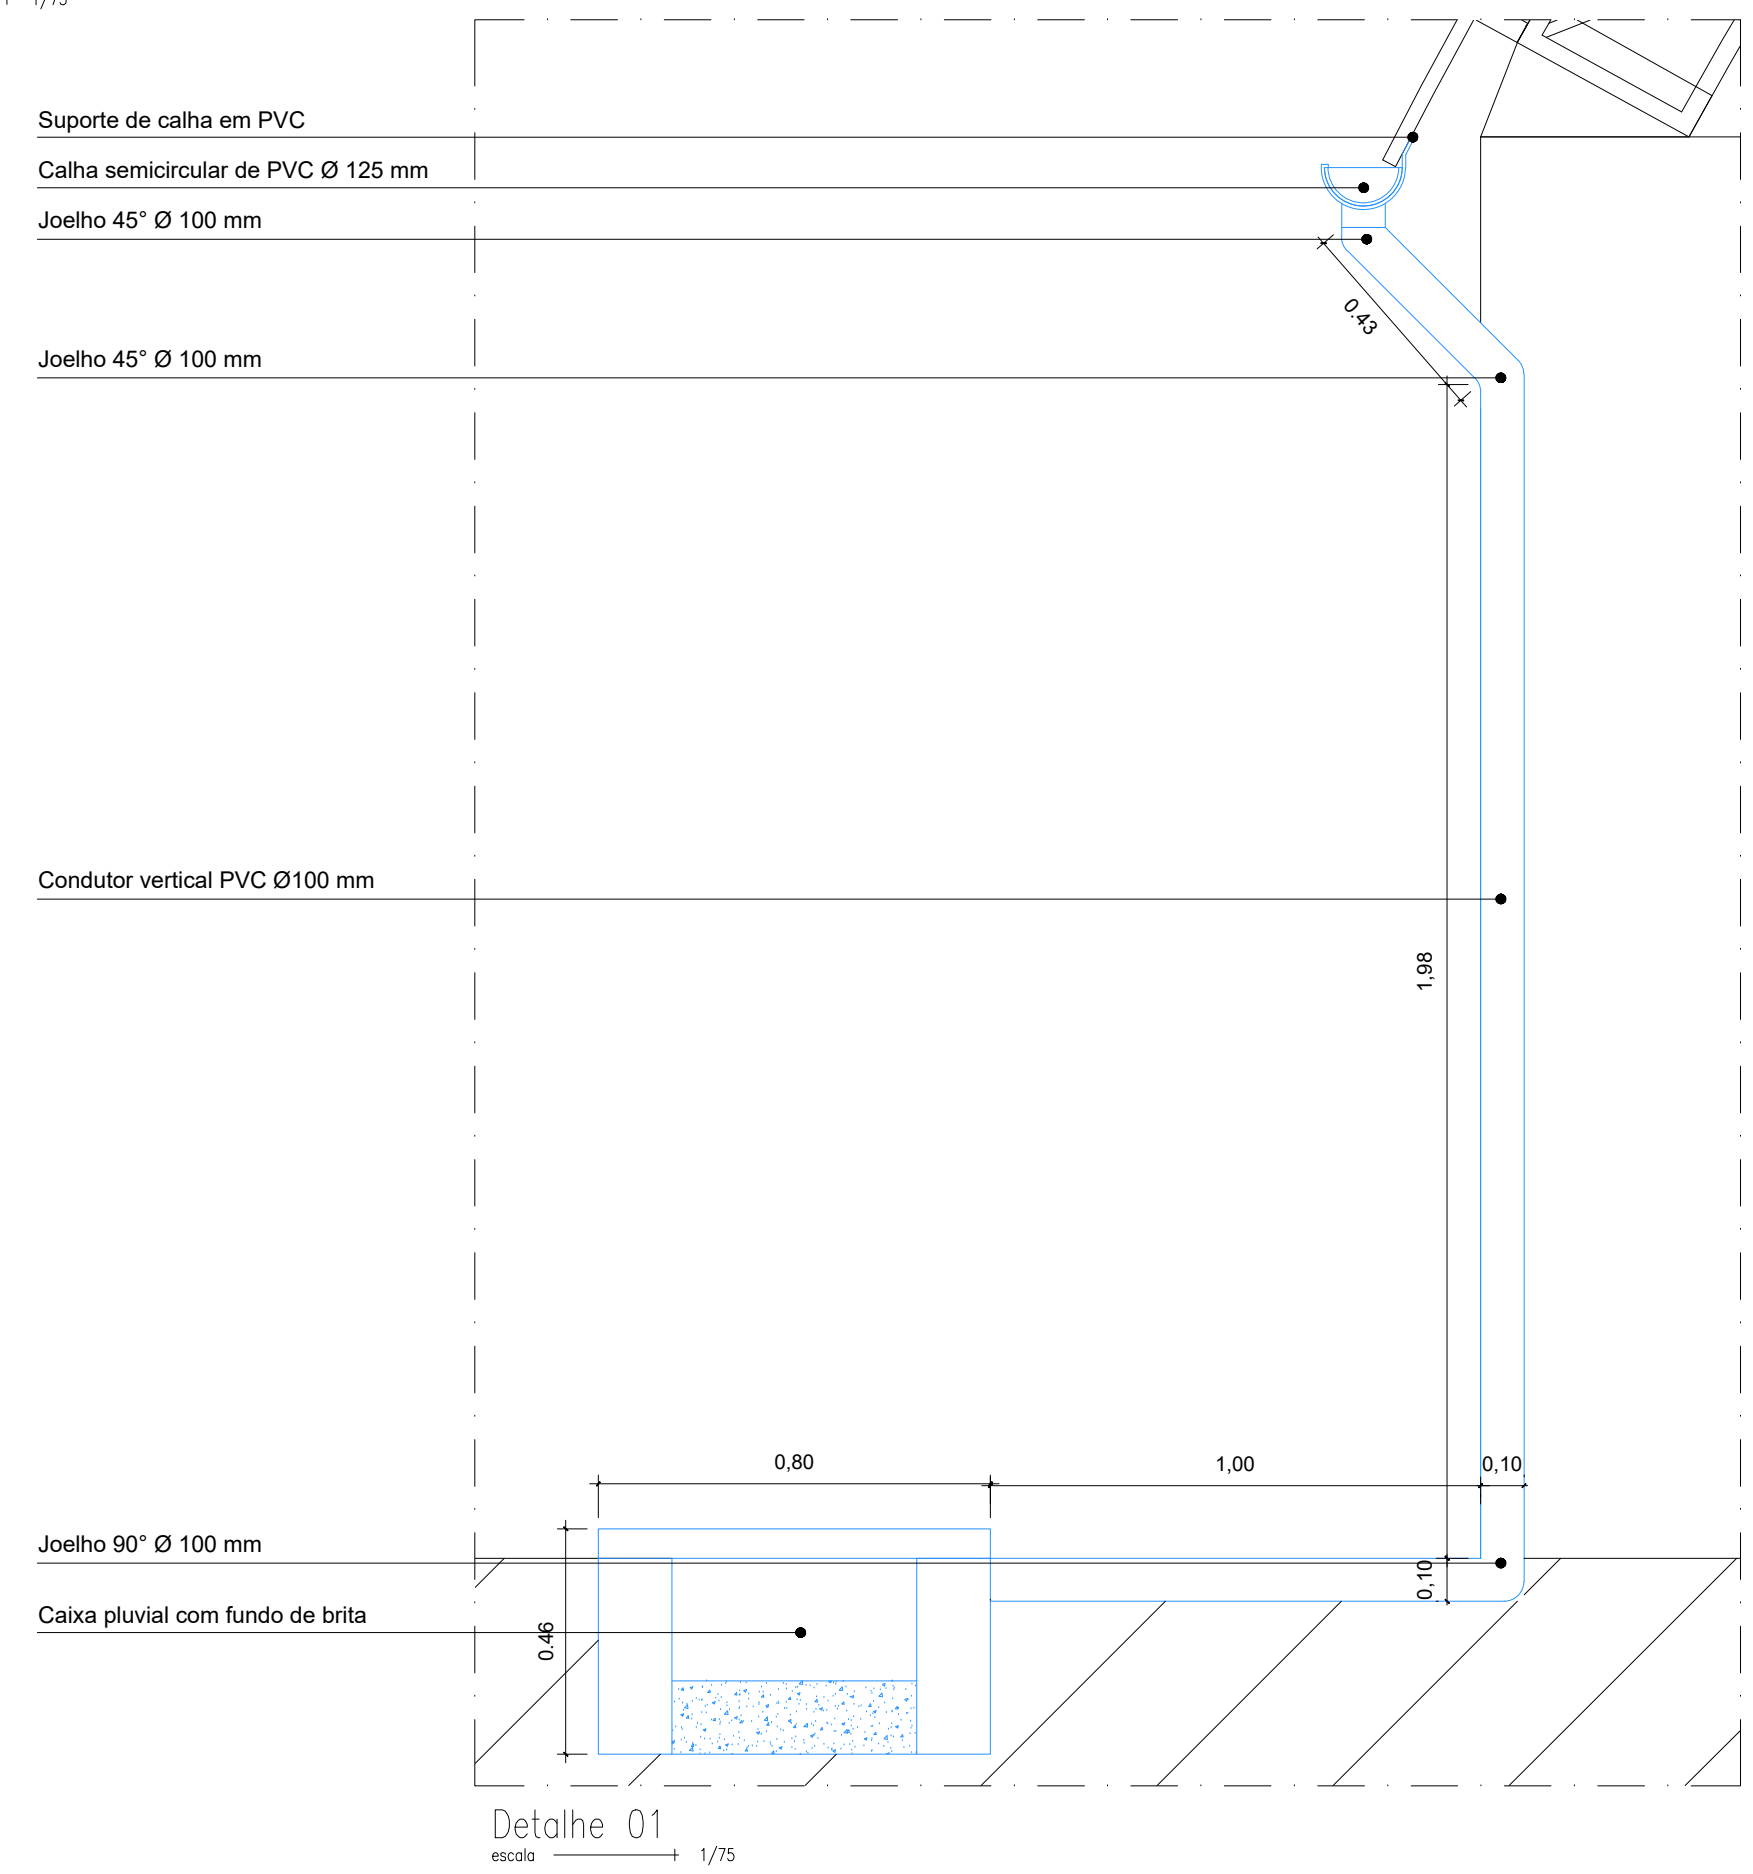 Suporte de calha em PVC
Calha semicircular de PVC Ø 125 mm
Joelho 45° Ø 100 mm
0.43
Joelho 45° Ø 100 mm
Condutor vertical PVC Ø100 mm
1,98
0,80
1,00
0,10
Joelho 90° Ø 100 mm
0,10
Caixa pluvial com fundo de brita
0.46
Detalhe 01
escala 1/75